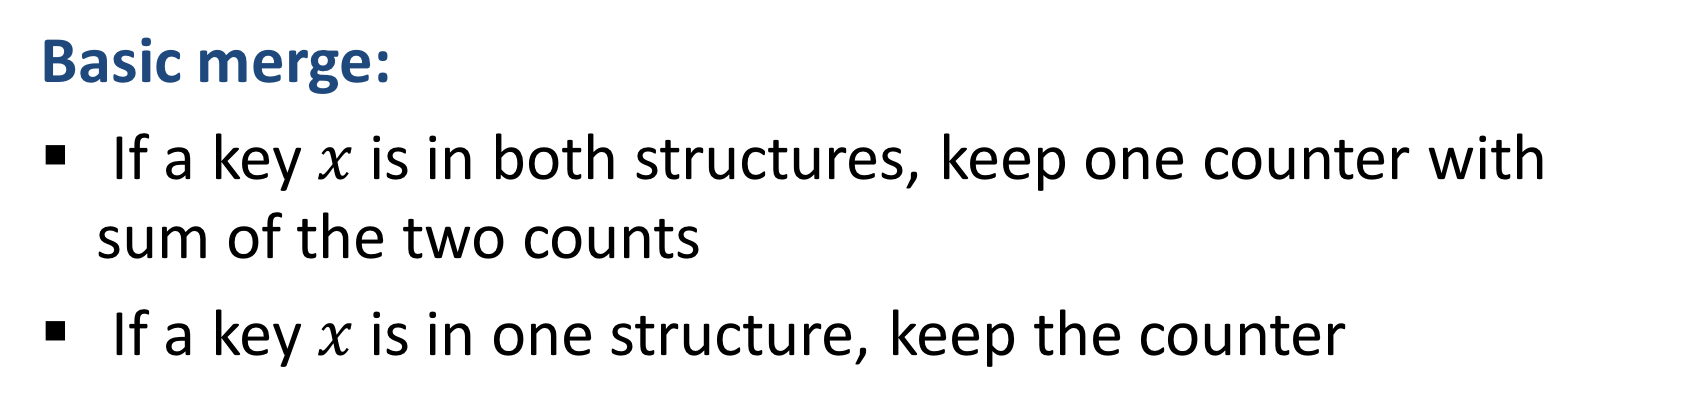 Basic merge:
▪ If a key 𝑥 is in both structures, keep one counter with
sum of the two counts
▪ If a key 𝑥 is in one structure, keep the counter